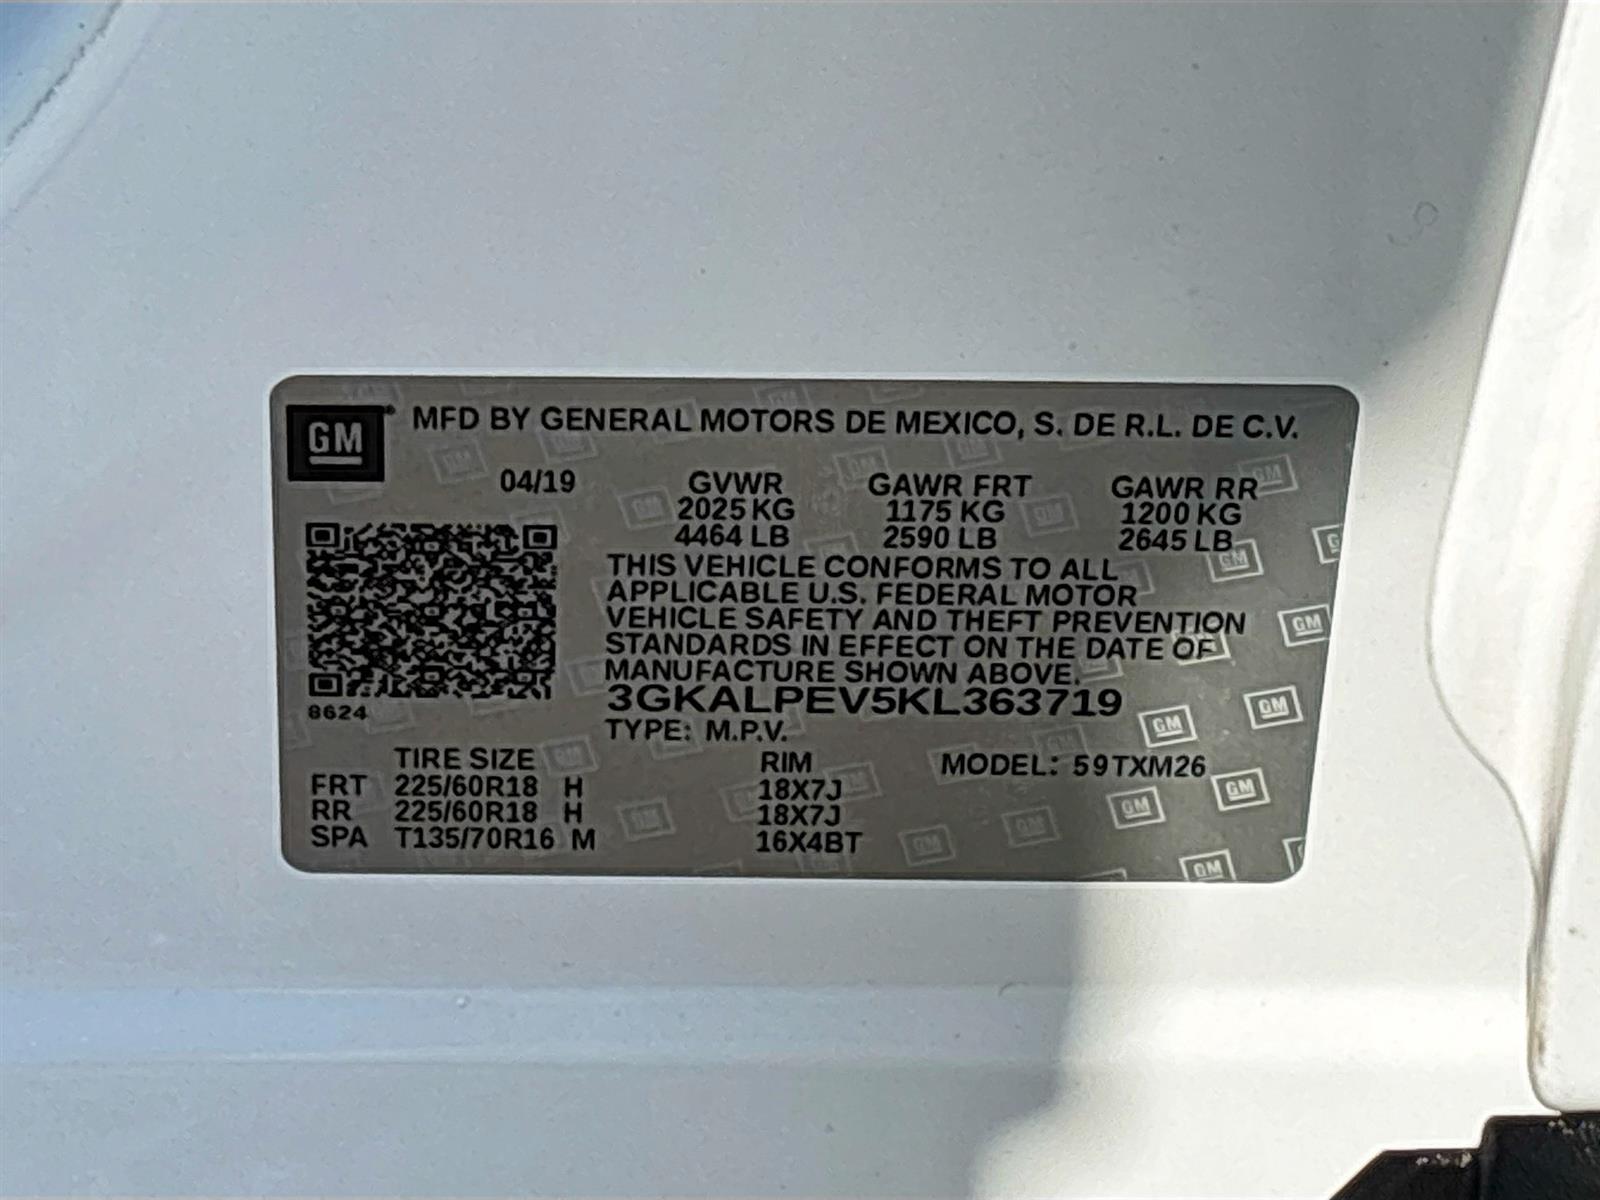 GM® MFD BY GENERAL MOTORS DE MEXICO, S. DE R.L. DE C.V.
04/19 GVWR GAWR FRT GAWR RR
2025 KG 1175 KG 1200 KG
4464 LB 2590 LB 2645 LB
THIS VEHICLE CONFORMS TO ALL
APPLICABLE U.S. FEDERAL MOTOR
VEHICLE SAFETY AND THEFT PREVENTION
STANDARDS IN EFFECT ON THE DATE OF
MANUFACTURE SHOWN ABOVE.
3GKALPEV5KL363719
8624
TYPE: M.P.V.
TIRE SIZE RIM MODEL: 59TXM26
FRT 225/60R18 H 18X7J
RR 225/60R18 H 18X7J
SPA T135/70R16 M 16X4BT